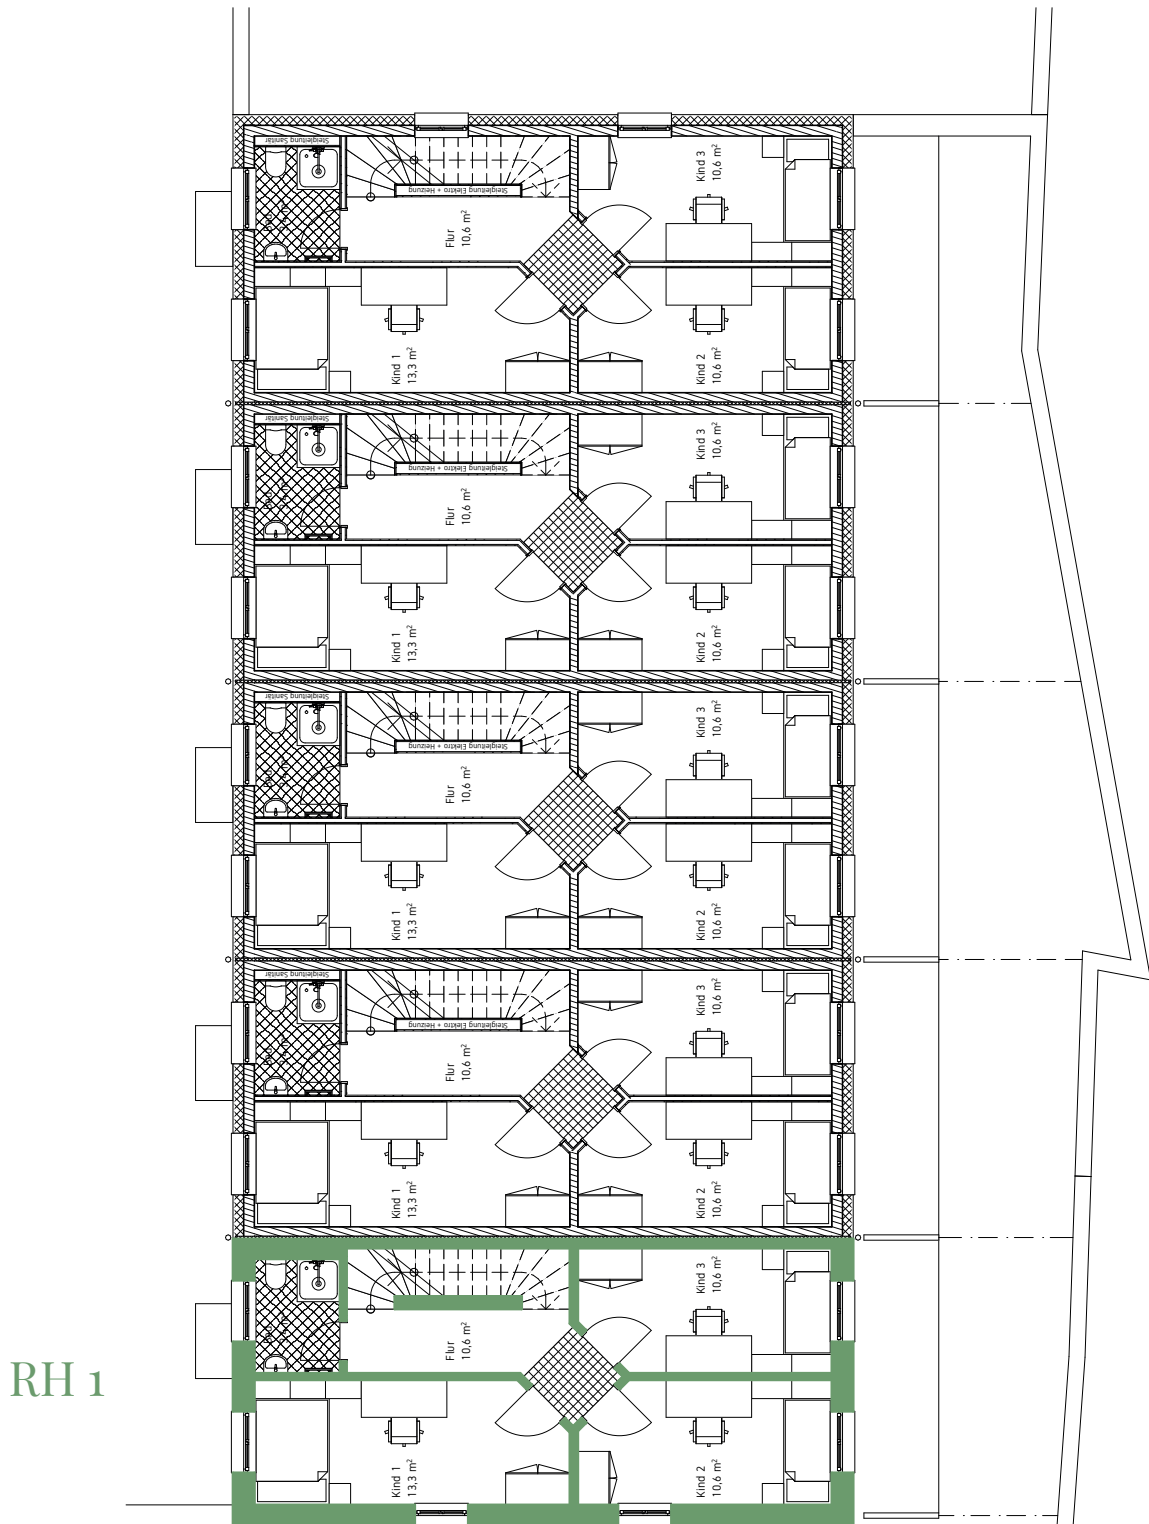 Steigleitung Sanitär
Steigleitung Elektro + Heizung
Flur
10,6 m²
Kind 3
10,6 m²
Kind 1
13,3 m²
Kind 2
10,6 m²
Steigleitung Sanitär
Steigleitung Elektro + Heizung
Flur
10,6 m²
Kind 3
10,6 m²
Kind 1
13,3 m²
Kind 2
10,6 m²
Steigleitung Sanitär
Steigleitung Elektro + Heizung
Flur
10,6 m²
Kind 3
10,6 m²
Kind 1
13,3 m²
Kind 2
10,6 m²
Steigleitung Sanitär
Steigleitung Elektro + Heizung
Flur
10,6 m²
Kind 3
10,6 m²
Kind 1
13,3 m²
Kind 2
10,6 m²
RH 1
Flur
10,6 m²
Kind 3
10,6 m²
Kind 1
13,3 m²
Kind 2
10,6 m²